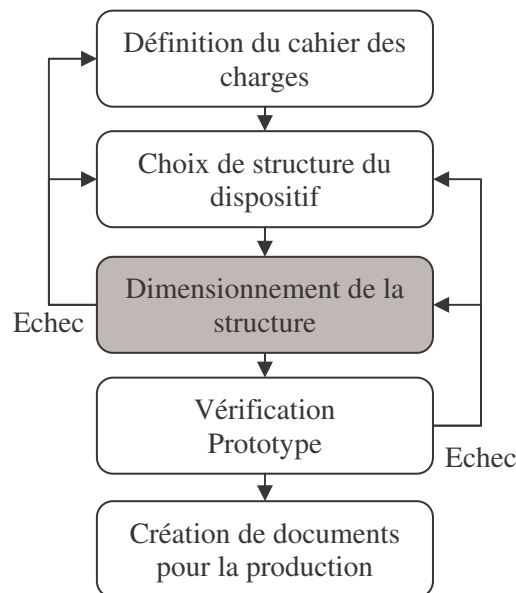 Définition du cahier des
charges
Choix de structure du
dispositif
Dimensionnement de la
structure
Echec
Vérification
Prototype
Echec
Création de documents
pour la production